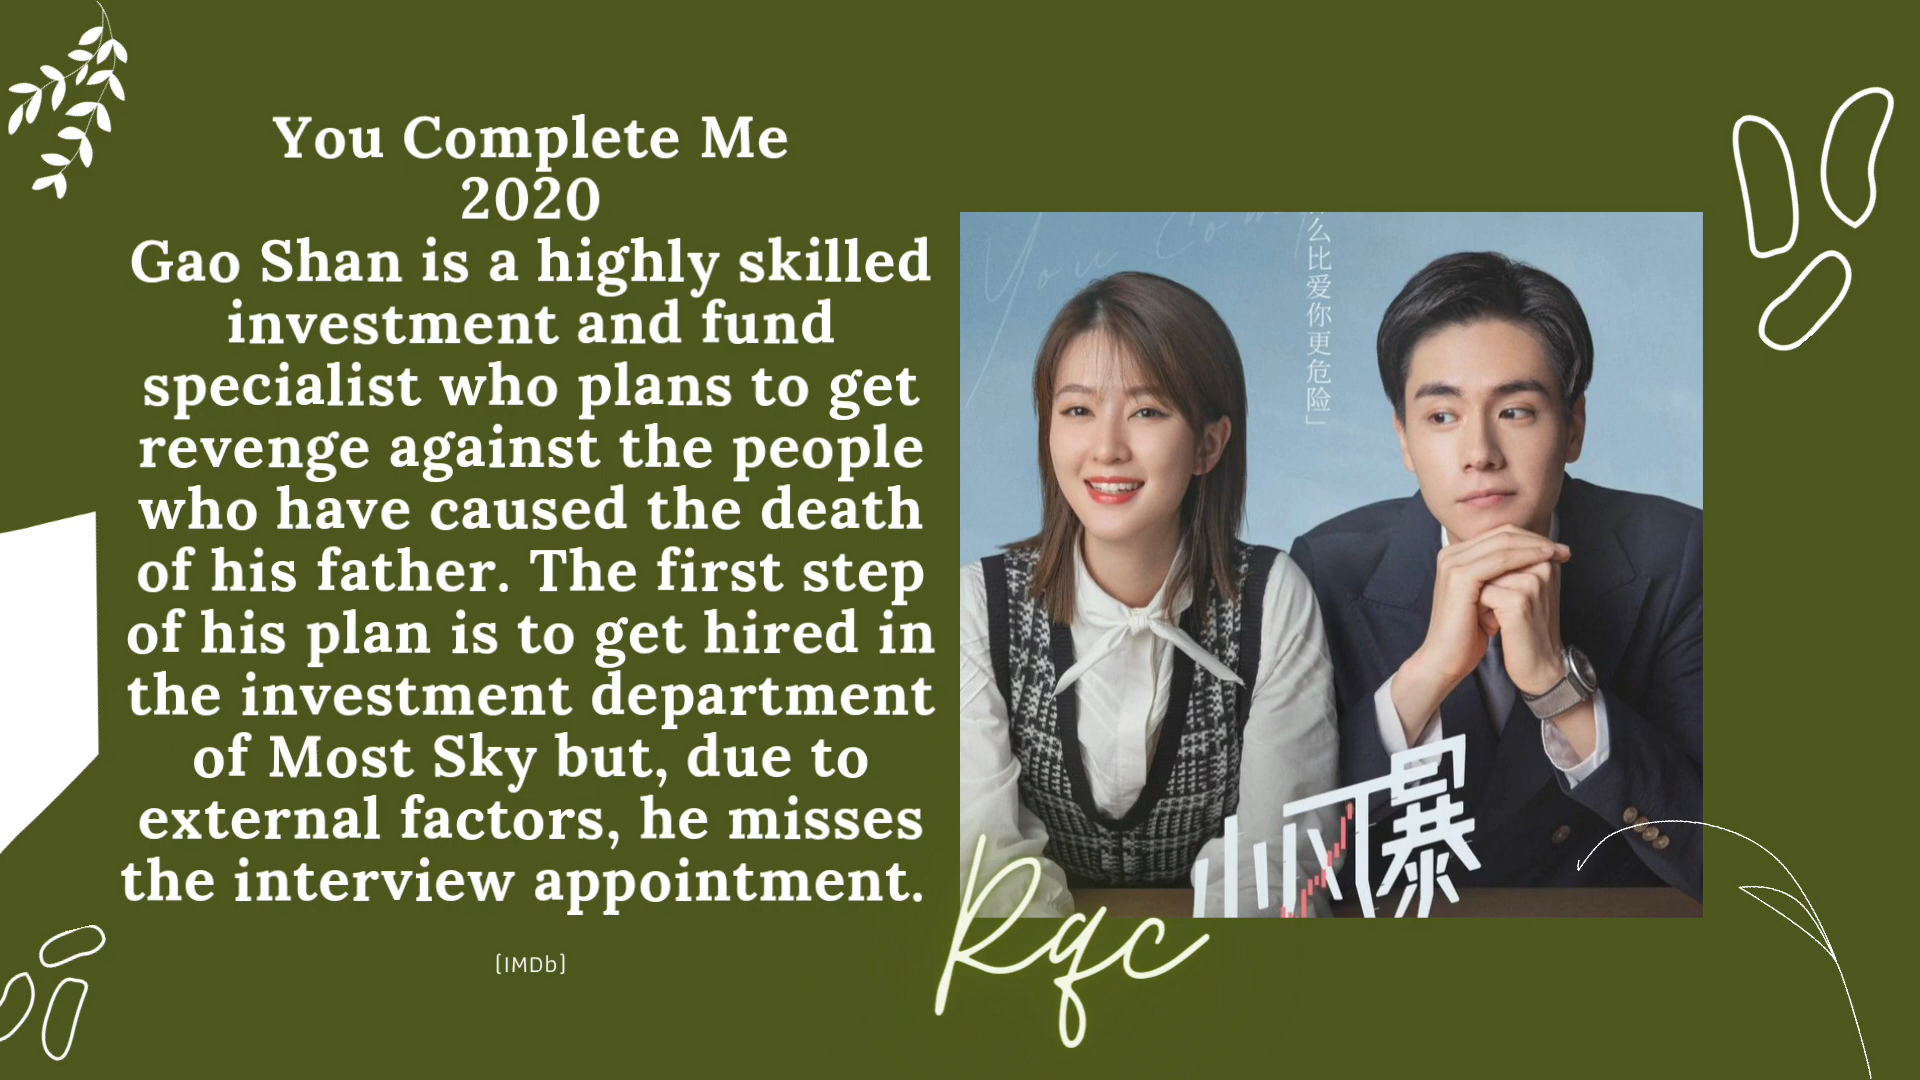 You Complete Me
2020
Gao Shan is a highly skilled
investment and fund
specialist who plans to get
revenge against the people
who have caused the death
of his father. The first step
of his plan is to get hired in
the investment department
of Most Sky but, due to
external factors, he misses
the interview appointment.
[IMDb]
You Com
么比爱你更危险」
小风暴
Rqc